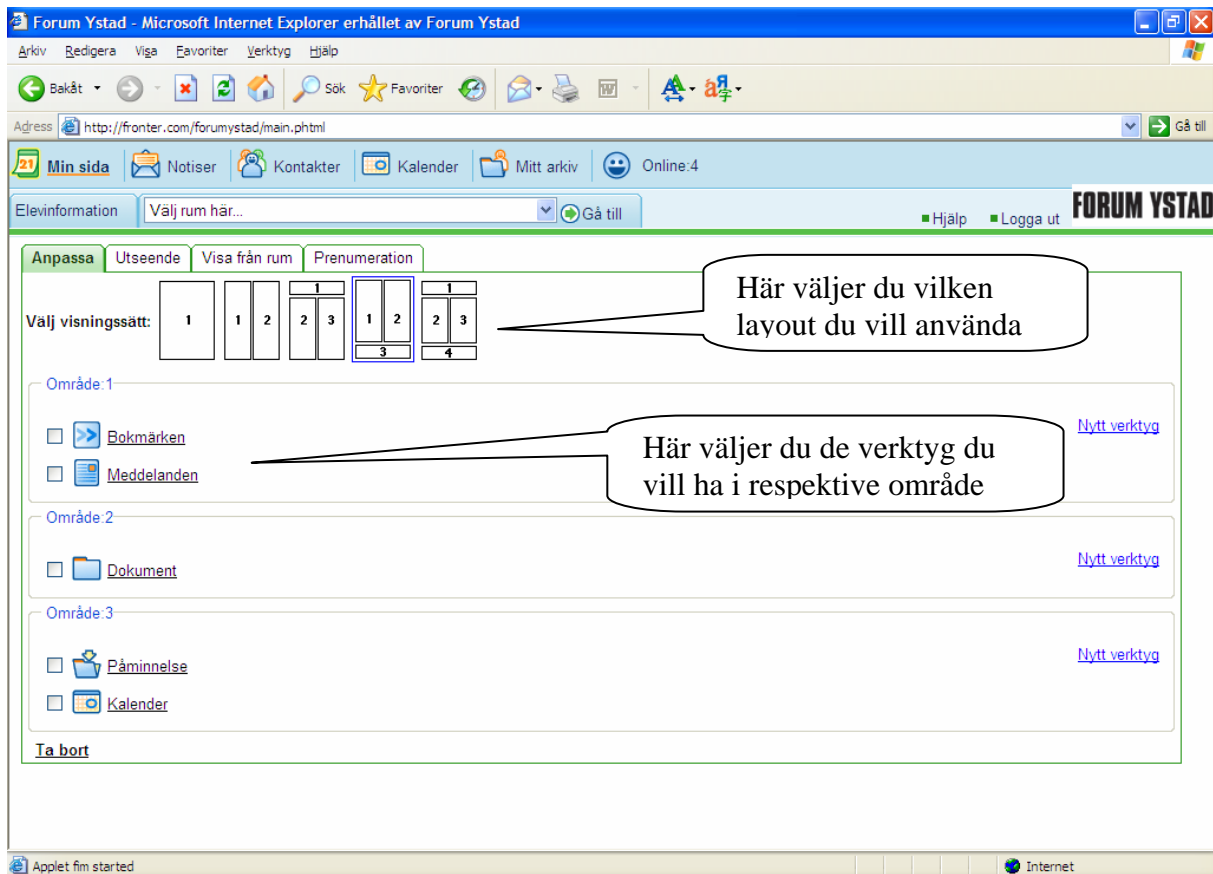 Forum Ystad - Microsoft Internet Explorer erhållet av Forum Ystad
Arkiv Redigera Visa Favoriter Verktyg Hjälp
Bakåt Sök Favoriter
Adress http://fronter.com/forumystad/main.phtml Gå till
21 Min sida Notiser Kontakter Kalender Mitt arkiv Online:4
Elevinformation Välj rum här... Gå till Hjälp Logga ut FORUM YSTAD
Anpassa Utseende Visa från rum Prenumeration
Här väljer du vilken
layout du vill använda
Välj visningssätt: 1 1 2 1 2 3 1 2 3 1 2 3 4
Område:1
Bokmärken Nytt verktyg
Meddelanden
Här väljer du de verktyg du
vill ha i respektive område
Område:2
Dokument Nytt verktyg
Område:3
Påminnelse Nytt verktyg
Kalender
Ta bort
Applet fim started Internet